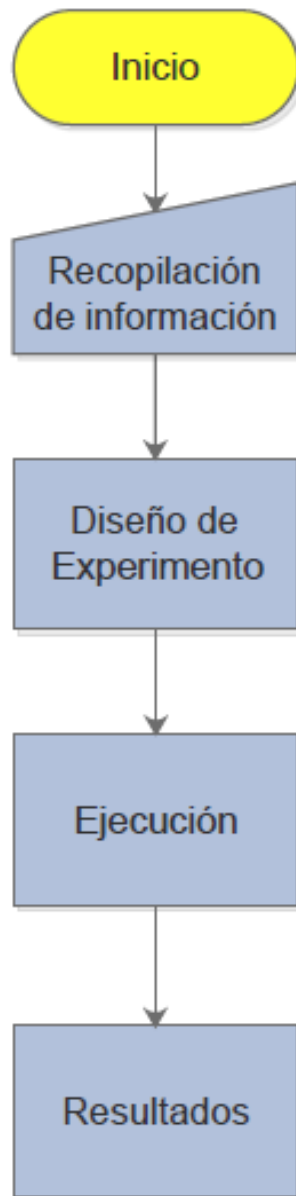 Inicio
Recopilación
de información
Diseño de
Experimento
Ejecución
Resultados